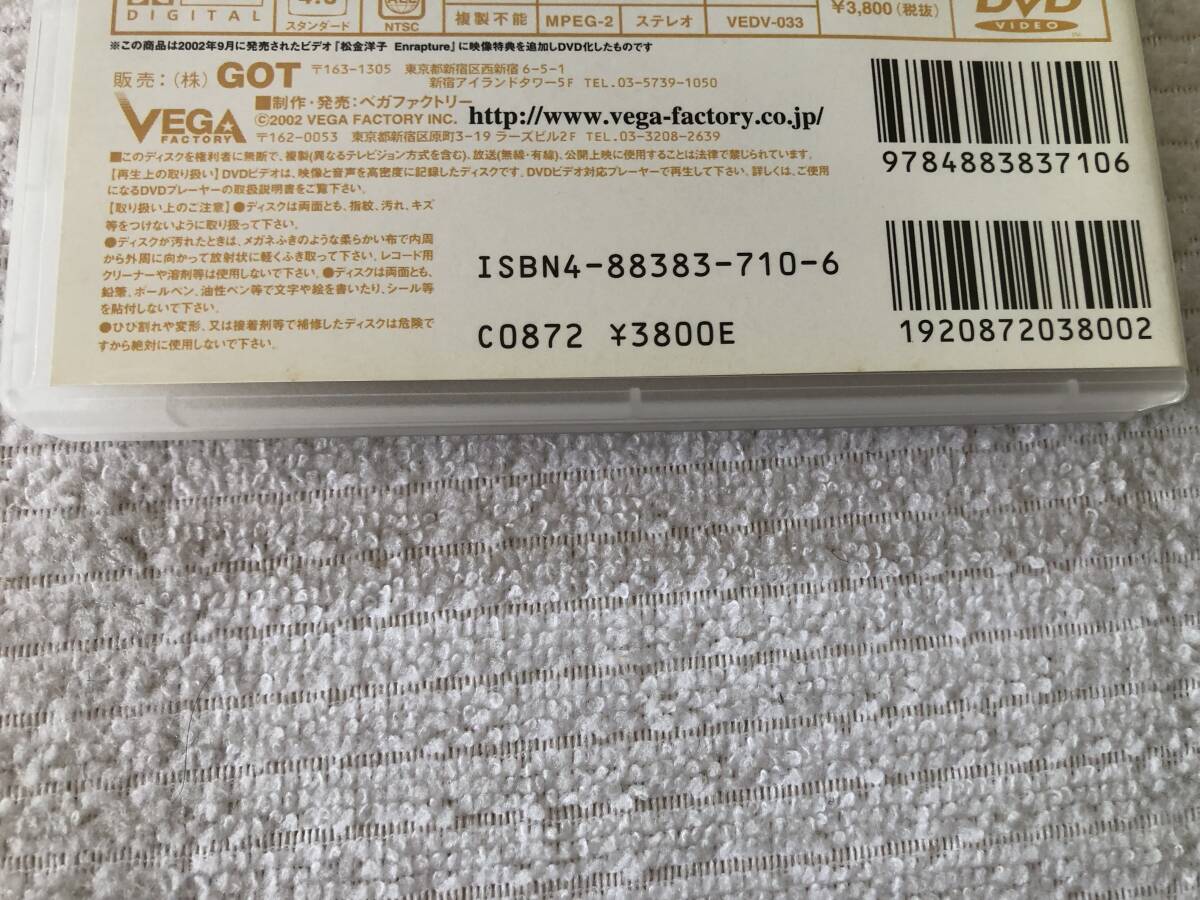 DIGITAL
スタンダード
ALL
NTSC
複製不能
MPEG-2
ステレオ
VEDV-033
¥3,800(税抜)
DVD
VIDEO
※この商品は2002年9月に発売されたビデオ『松金洋子 Enrapture』に映像特典を追加しDVD化したものです
販売:(株)GOT 〒163-1305 東京都新宿区西新宿6-5-1
新宿アイランドタワー5F TEL.03-5739-1050
VEGA
FACTORY
■制作・発売:ベガファクトリー
©2002 VEGA FACTORY INC. http://www.vega-factory.co.jp/
〒162-0053 東京都新宿区原町3-19 ラーズビル2F TEL.03-3208-2639
■このディスクを権利者に無断で、複製(異なるテレビジョン方式を含む)、放送(無線・有線)、公開上映に使用することは法律で禁じられています。
【再生上の取り扱い】DVDビデオは、映像と音声を高密度に記録したディスクです。DVDビデオ対応プレーヤーで再生して下さい。詳しくは、ご使用
になるDVDプレーヤーの取扱説明書をご覧下さい。
【取り扱い上のご注意】●ディスクは両面とも、指紋、汚れ、キズ
等をつけないように取り扱って下さい。
●ディスクが汚れたときは、メガネふきのような柔らかい布で内周
から外周に向かって放射状に軽くふき取って下さい。レコード用
クリーナーや溶剤等は使用しないで下さい。●ディスクは両面とも、
鉛筆、ボールペン、油性ペン等で文字や絵を書いたり、シール等
を貼付しないで下さい。
●ひび割れや変形、又は接着剤等で補修したディスクは危険で
すから絶対に使用しないで下さい。
9784883837106
ISBN4-88383-710-6
C0872 ¥3800E
1920872038002